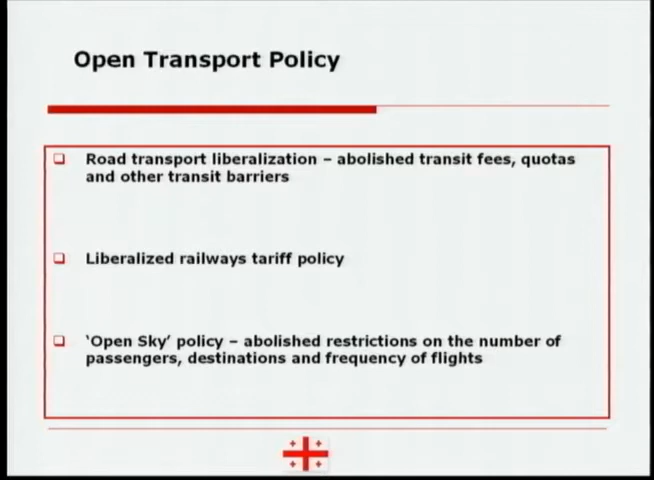 Open Transport Policy
Road transport liberalization – abolished transit fees, quotas
and other transit barriers
Liberalized railways tariff policy
‘Open Sky’ policy – abolished restrictions on the number of
passengers, destinations and frequency of flights